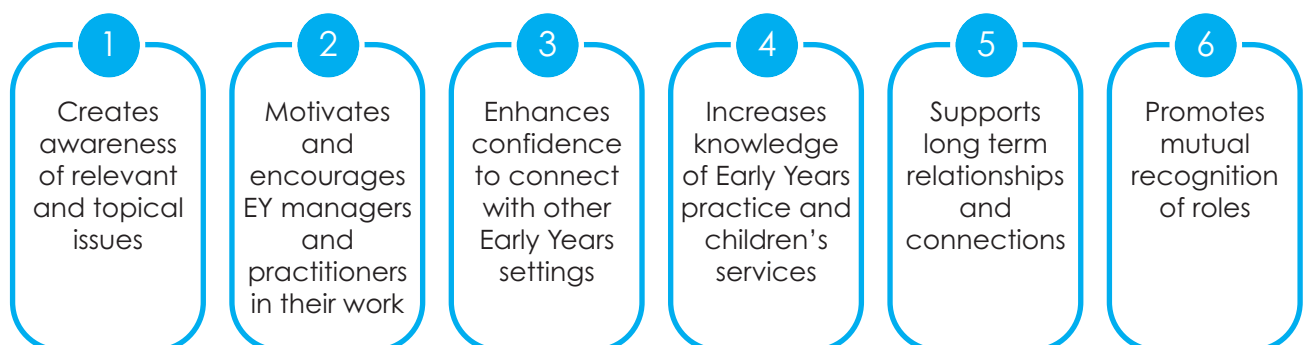 1
Creates
awareness
of relevant
and topical
issues
2
Motivates
and
encourages
EY managers
and
practitioners
in their work
3
Enhances
confidence
to connect
with other
Early Years
settings
4
Increases
knowledge
of Early Years
practice and
children’s
services
5
Supports
long term
relationships
and
connections
6
Promotes
mutual
recognition
of roles